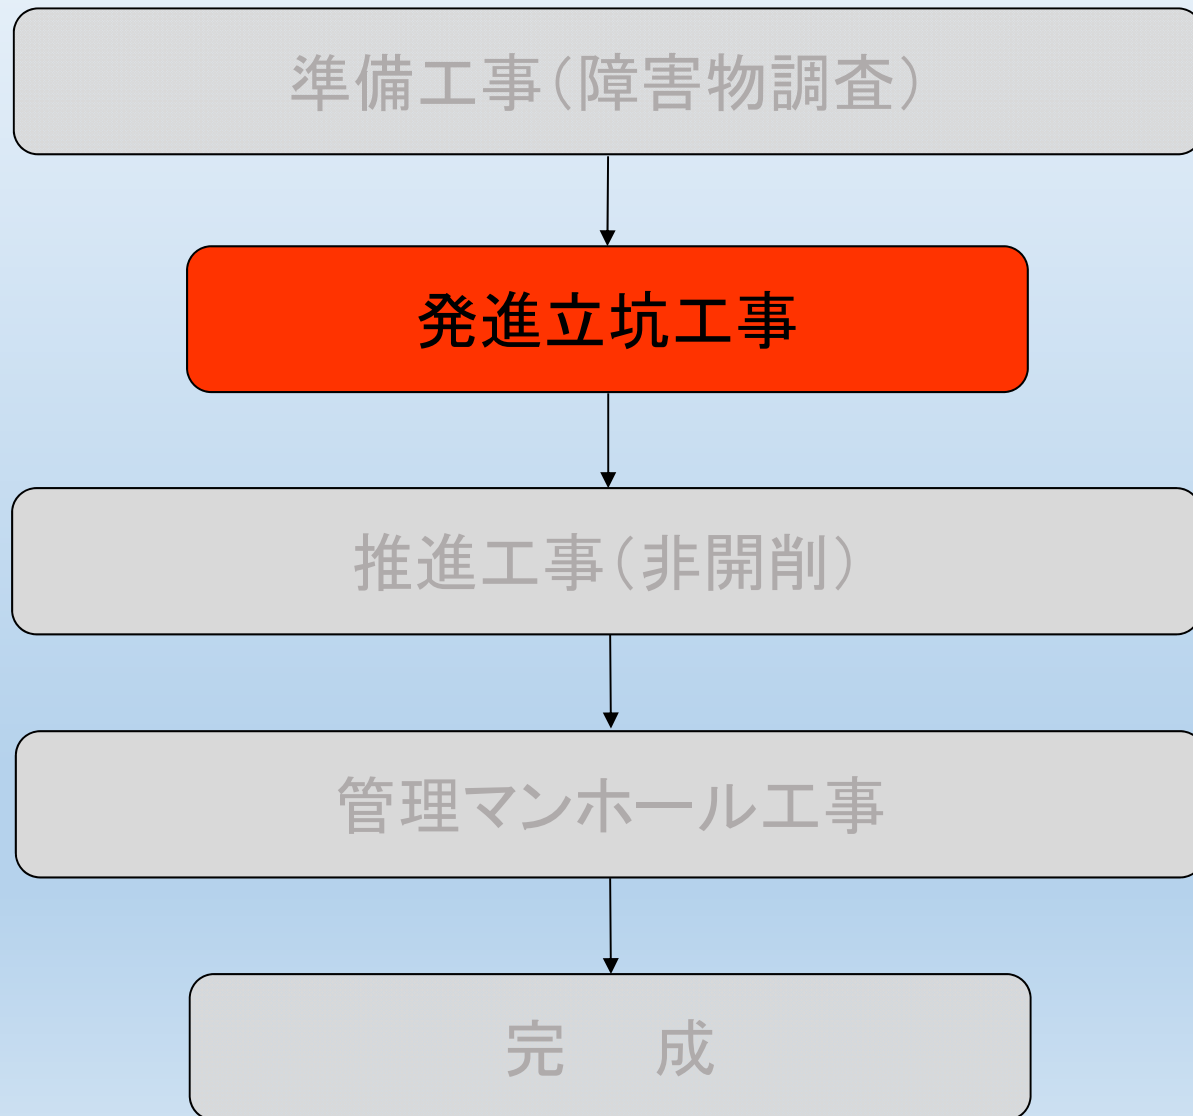 準備工事（障害物調査）
発進立坑工事
推進工事（非開削）
管理マンホール工事
完　成